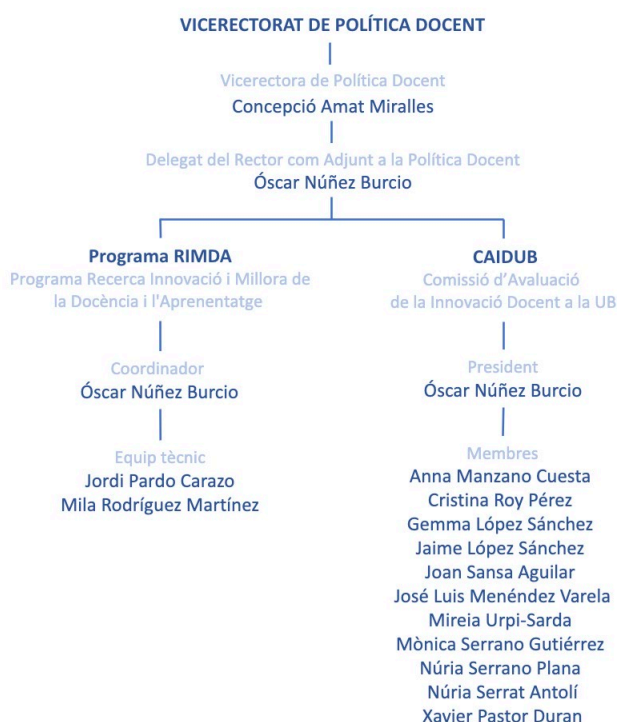 VICERECTORAT DE POLÍTICA DOCENT
Vicerectora de Política Docent
Concepció Amat Miralles
Delegat del Rector com Adjunt a la Política Docent
Óscar Núñez Burcio
Programa RIMDA
Programa Recerca Innovació i Millora de
la Docència i l'Aprenentatge
Coordinador
Óscar Núñez Burcio
Equip tècnic
Jordi Pardo Carazo
Mila Rodríguez Martínez
CAIDUB
Comissió d’Avaluació
de la Innovació Docent a la UB
President
Óscar Núñez Burcio
Membres
Anna Manzano Cuesta
Cristina Roy Pérez
Gemma López Sánchez
Jaime López Sánchez
Joan Sansa Aguilar
José Luis Menéndez Varela
Mireia Urpi-Sarda
Mònica Serrano Gutiérrez
Núria Serrano Plana
Núria Serrat Antolí
Xavier Pastor Duran